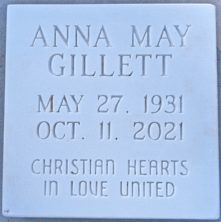 ANNA MAY
GILLETT
MAY 27. 1931
OCT. 11. 2021
CHRISTIAN HEARTS
IN LOVE UNITED